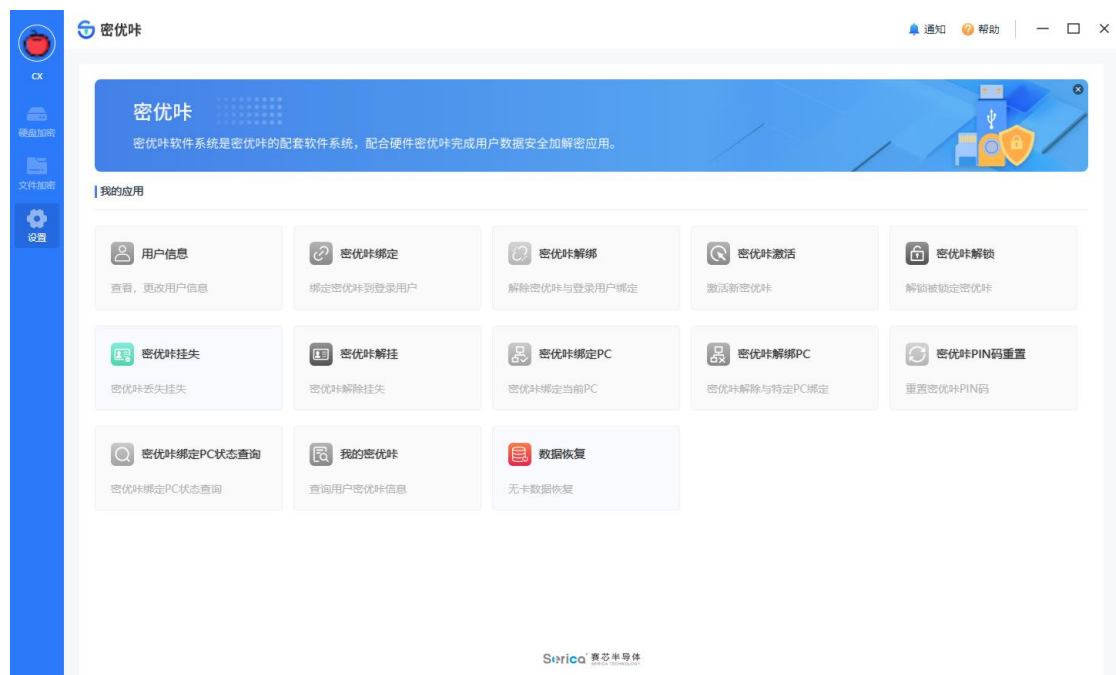 密优咔
通知
帮助
CX
硬盘加密
文件加密
设置
密优咔
密优咔软件系统是密优咔的配套软件系统，配合硬件密优咔完成用户数据安全加解密应用。
我的应用
用户信息
查看，更改用户信息
密优咔绑定
绑定密优咔到登录用户
密优咔解绑
解除密优咔与登录用户绑定
密优咔激活
激活新密优咔
密优咔解锁
解锁被锁定密优咔
密优咔挂失
密优咔丢失挂失
密优咔解挂
密优咔解除挂失
密优咔绑定PC
密优咔绑定当前PC
密优咔解绑PC
密优咔解除与特定PC绑定
密优咔PIN码重置
重置密优咔PIN码
密优咔绑定PC状态查询
密优咔绑定PC状态查询
我的密优咔
查询用户密优咔信息
数据恢复
无卡数据恢复
Serica 赛芯半导体
SERICA TECHNOLOGY